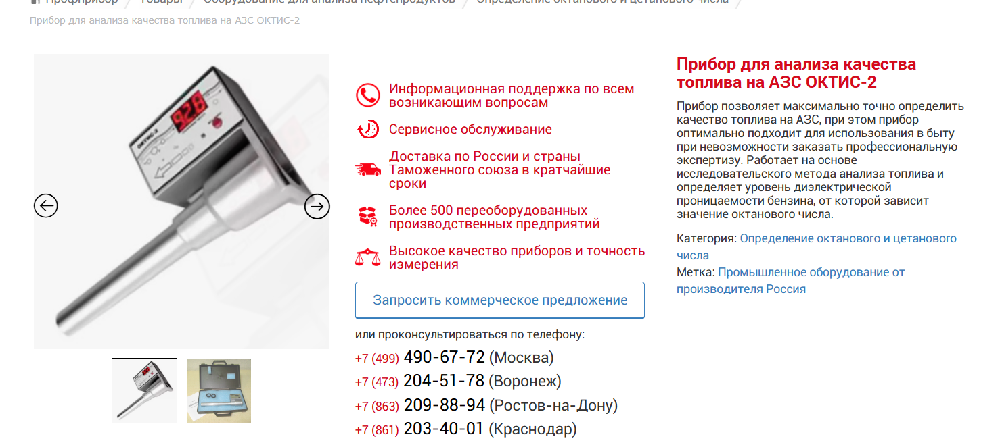 Профприбор / Товары / Оборудование для анализа нефтепродуктов / Определение октанового и цетанового числа /
Прибор для анализа качества топлива на АЗС ОКТИС-2
92.8
ОКТИС-2
Информационная поддержка по всем
возникающим вопросам
Сервисное обслуживание
Доставка по России и страны
Таможенного союза в кратчайшие
сроки
Более 500 переоборудованных
производственных предприятий
Высокое качество приборов и точность
измерения
Запросить коммерческое предложение
или проконсультироваться по телефону:
+7 (499) 490-67-72 (Москва)
+7 (473) 204-51-78 (Воронеж)
+7 (863) 209-88-94 (Ростов-на-Дону)
+7 (861) 203-40-01 (Краснодар)
Прибор для анализа качества
топлива на АЗС ОКТИС-2
Прибор позволяет максимально точно определить
качество топлива на АЗС, при этом прибор
оптимально подходит для использования в быту
при невозможности заказать профессиональную
экспертизу. Работает на основе
исследовательского метода анализа топлива и
определяет уровень диэлектрической
проницаемости бензина, от которой зависит
значение октанового числа.
Категория: Определение октанового и цетанового
числа
Метка: Промышленное оборудование от
производителя Россия